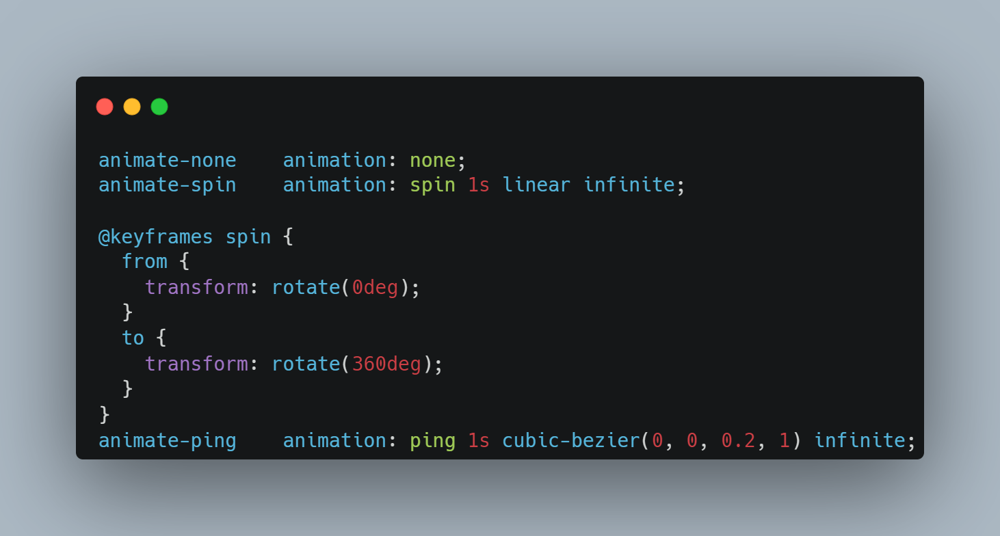 animate-none    animation: none;
animate-spin    animation: spin 1s linear infinite;

@keyframes spin {
  from {
    transform: rotate(0deg);
  }
  to {
    transform: rotate(360deg);
  }
}
animate-ping    animation: ping 1s cubic-bezier(0, 0, 0.2, 1) infinite;